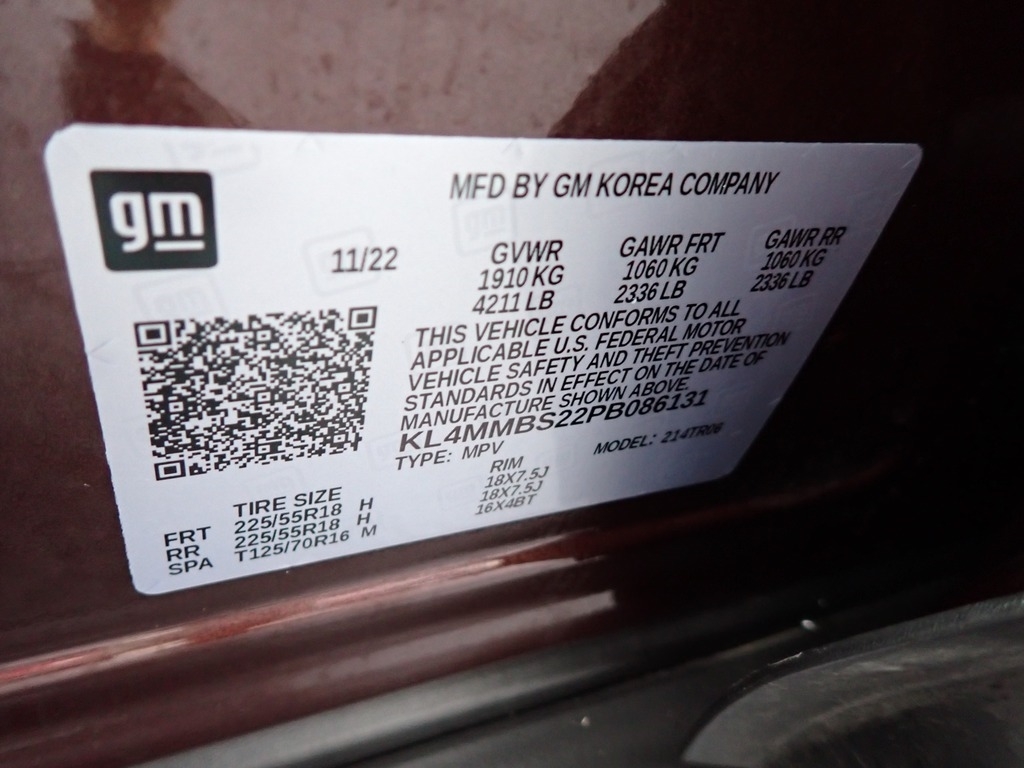 gm
MFD BY GM KOREA COMPANY
11/22
GVWR
1910 KG
4211 LB
GAWR FRT
1060 KG
2336 LB
GAWR RR
1060 KG
2336 LB
THIS VEHICLE CONFORMS TO ALL
APPLICABLE U.S. FEDERAL MOTOR
VEHICLE SAFETY AND THEFT PREVENTION
STANDARDS IN EFFECT ON THE DATE OF
MANUFACTURE SHOWN ABOVE.
KL4MMBS22PB086131
TYPE: MPV
MODEL: 214TR06
TIRE SIZE
RIM
FRT 225/55R18 H 18X7.5J
RR 225/55R18 H 18X7.5J
SPA T125/70R16 M 16X4BT